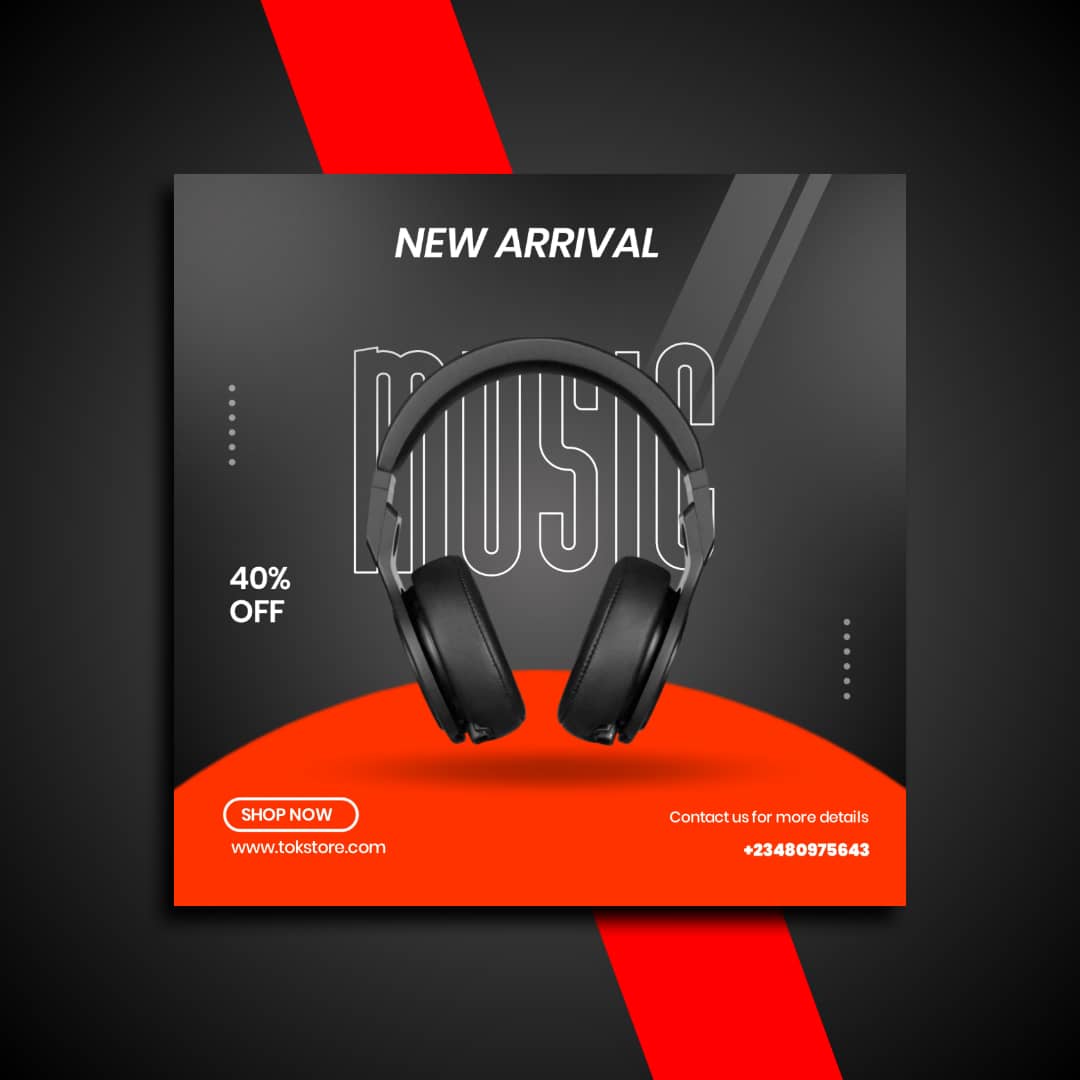 NEW ARRIVAL
MUSIC
40%
OFF
SHOP NOW
www.tokstore.com
Contact us for more details
+23480975643